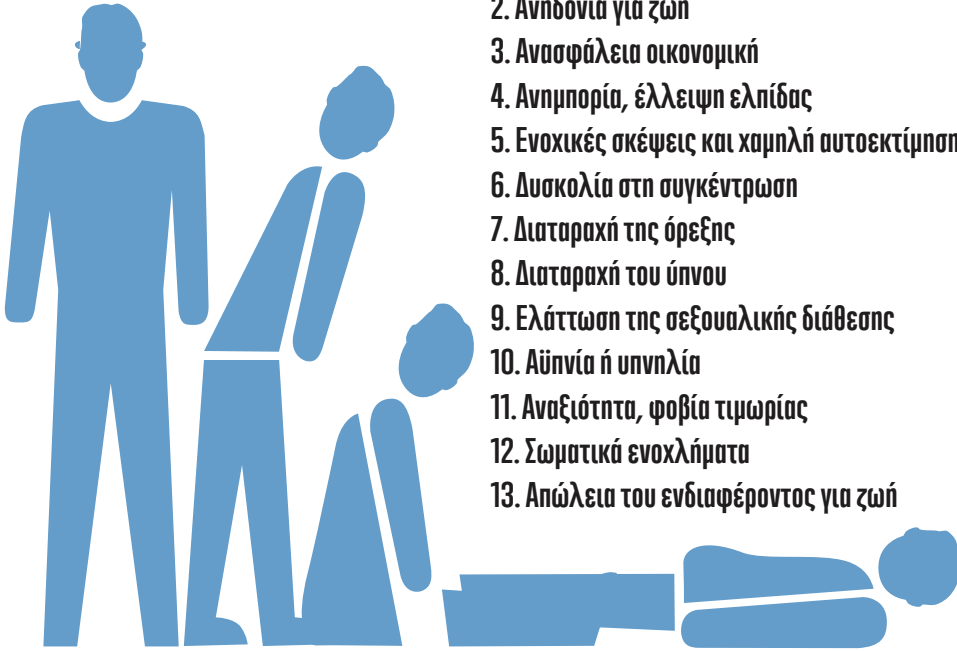 2. Ανηδονία για ζωή
3. Ανασφάλεια οικονομική
4. Ανημπορία, έλλειψη ελπίδας
5. Ενοχικές σκέψεις και χαμηλή αυτοεκτίμηση
6. Δυσκολία στη συγκέντρωση
7. Διαταραχή της όρεξης
8. Διαταραχή του ύπνου
9. Ελάττωση της σεξουαλικής διάθεσης
10. Αϋπνία ή υπνηλία
11. Αναξιότητα, φοβία τιμωρίας
12. Σωματικά ενοχλήματα
13. Απώλεια του ενδιαφέροντος για ζωή